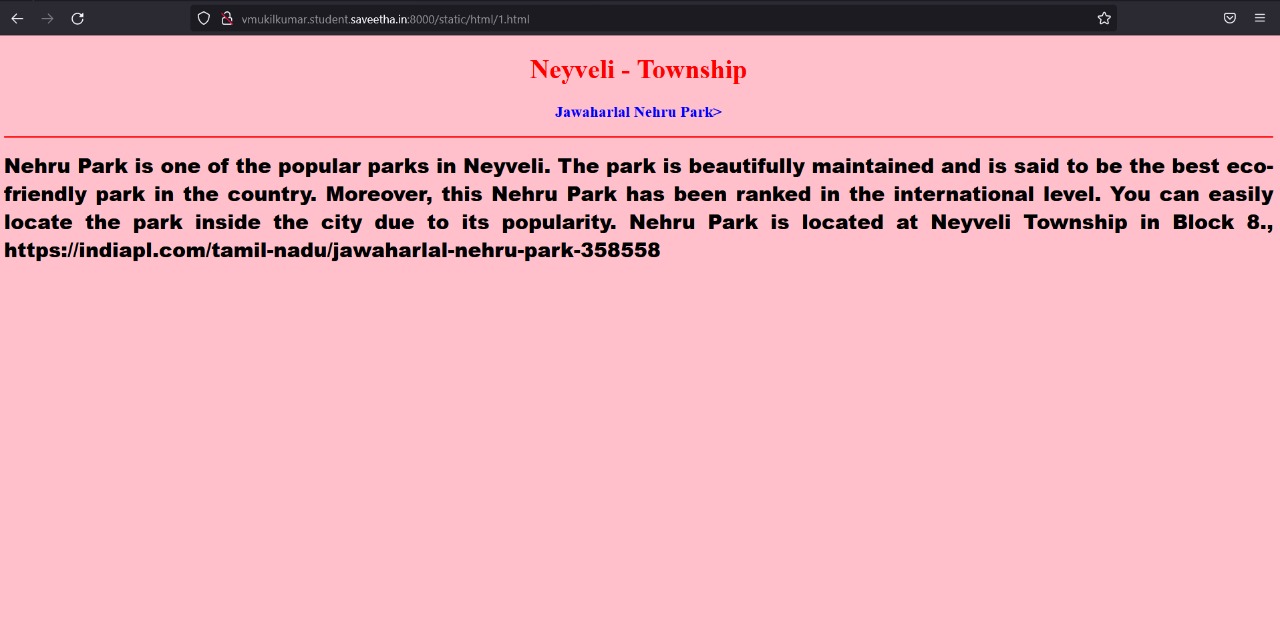 vmukilkumar.student.saveetha.in:8000/static/html/1.html
Neyveli - Township
Jawaharlal Nehru Park>
Nehru Park is one of the popular parks in Neyveli. The park is beautifully maintained and is said to be the best eco-
friendly park in the country. Moreover, this Nehru Park has been ranked in the international level. You can easily
locate the park inside the city due to its popularity. Nehru Park is located at Neyveli Township in Block 8.,
https://indiapl.com/tamil-nadu/jawaharlal-nehru-park-358558